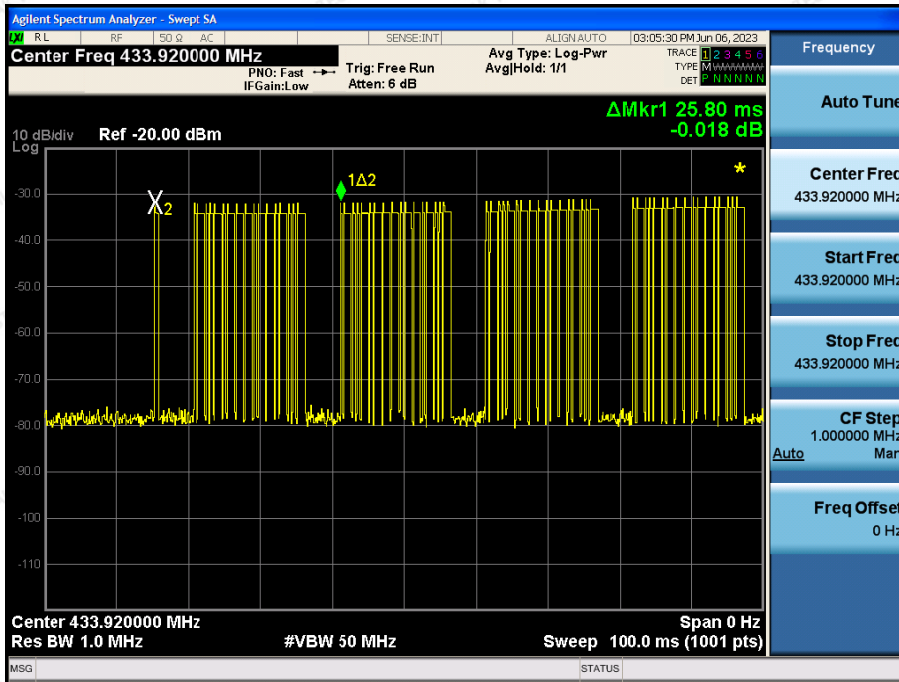 Agilent Spectrum Analyzer - Swept SA
LXI RL RF 50 Ω AC SENSE:INT ALIGN AUTO 03:05:30 PM Jun 06, 2023
Center Freq 433.920000 MHz
PNO: Fast
IFGain:Low
Trig: Free Run
Atten: 6 dB
Avg Type: Log-Pwr
Avg|Hold: 1/1
TRACE 1 2 3 4 5 6
TYPE MWWWWW
DET P N N N N N
ΔMkr1 25.80 ms
-0.018 dB
10 dB/div Ref -20.00 dBm
Log
-30.0
-40.0
-50.0
-60.0
-70.0
-80.0
-90.0
-100
-110
X2
1Δ2
*
Center 433.920000 MHz Span 0 Hz
Res BW 1.0 MHz #VBW 50 MHz Sweep 100.0 ms (1001 pts)
MSG STATUS
Frequency
Auto Tune
Center Freq
433.920000 MHz
Start Freq
433.920000 MHz
Stop Freq
433.920000 MHz
CF Step
1.000000 MHz
Auto Man
Freq Offset
0 Hz